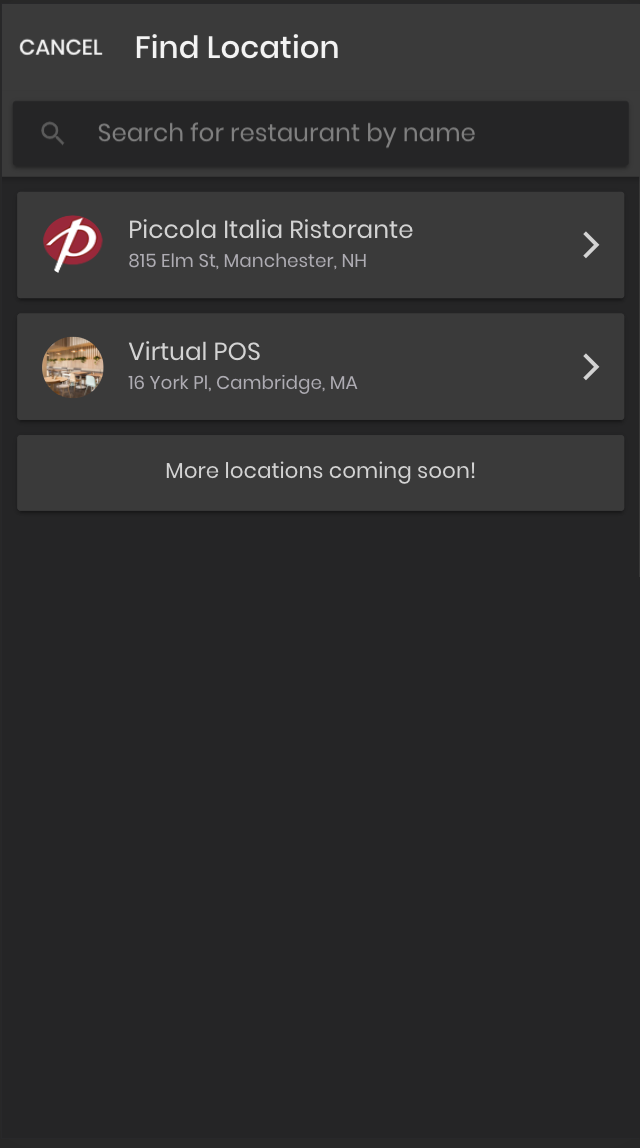 CANCEL Find Location
Search for restaurant by name
P
Piccola Italia Ristorante
815 Elm St, Manchester, NH
Virtual POS
16 York Pl, Cambridge, MA
More locations coming soon!